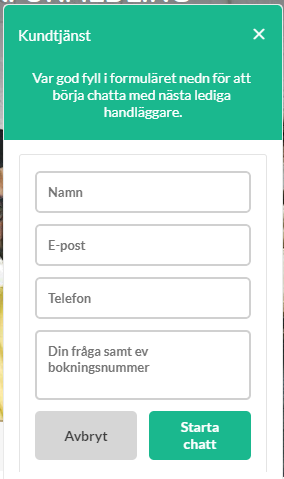 Kundtjänst
Var god fyll i formuläret nedn för att
börja chatta med nästa lediga
handläggare.
Namn
E-post
Telefon
Din fråga samt ev
bokningsnummer
Avbryt
Starta
chatt